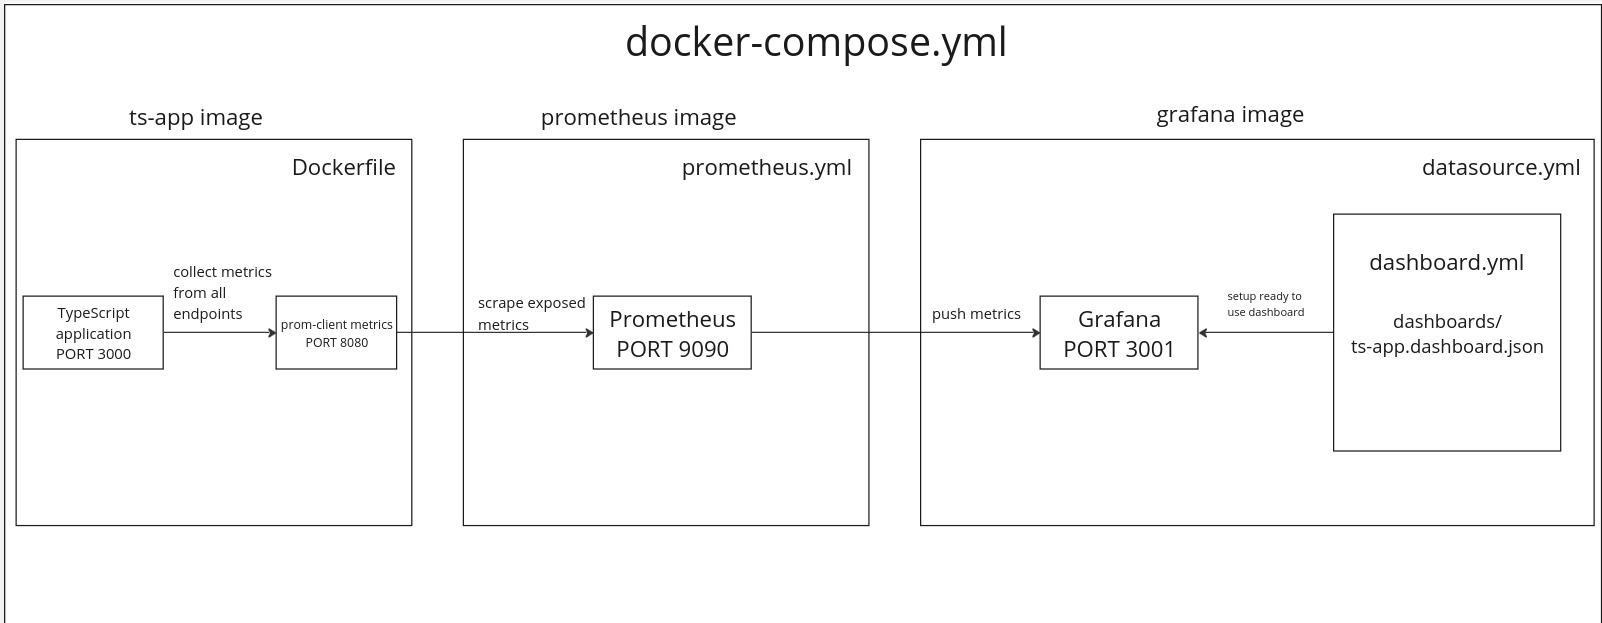 docker-compose.yml
ts-app image
prometheus image
grafana image
Dockerfile
prometheus.yml
datasource.yml
TypeScript
application
PORT 3000
collect metrics
from all
endpoints
prom-client metrics
PORT 8080
scrape exposed
metrics
Prometheus
PORT 9090
push metrics
Grafana
PORT 3001
setup ready to
use dashboard
dashboard.yml
dashboards/
ts-app.dashboard.json